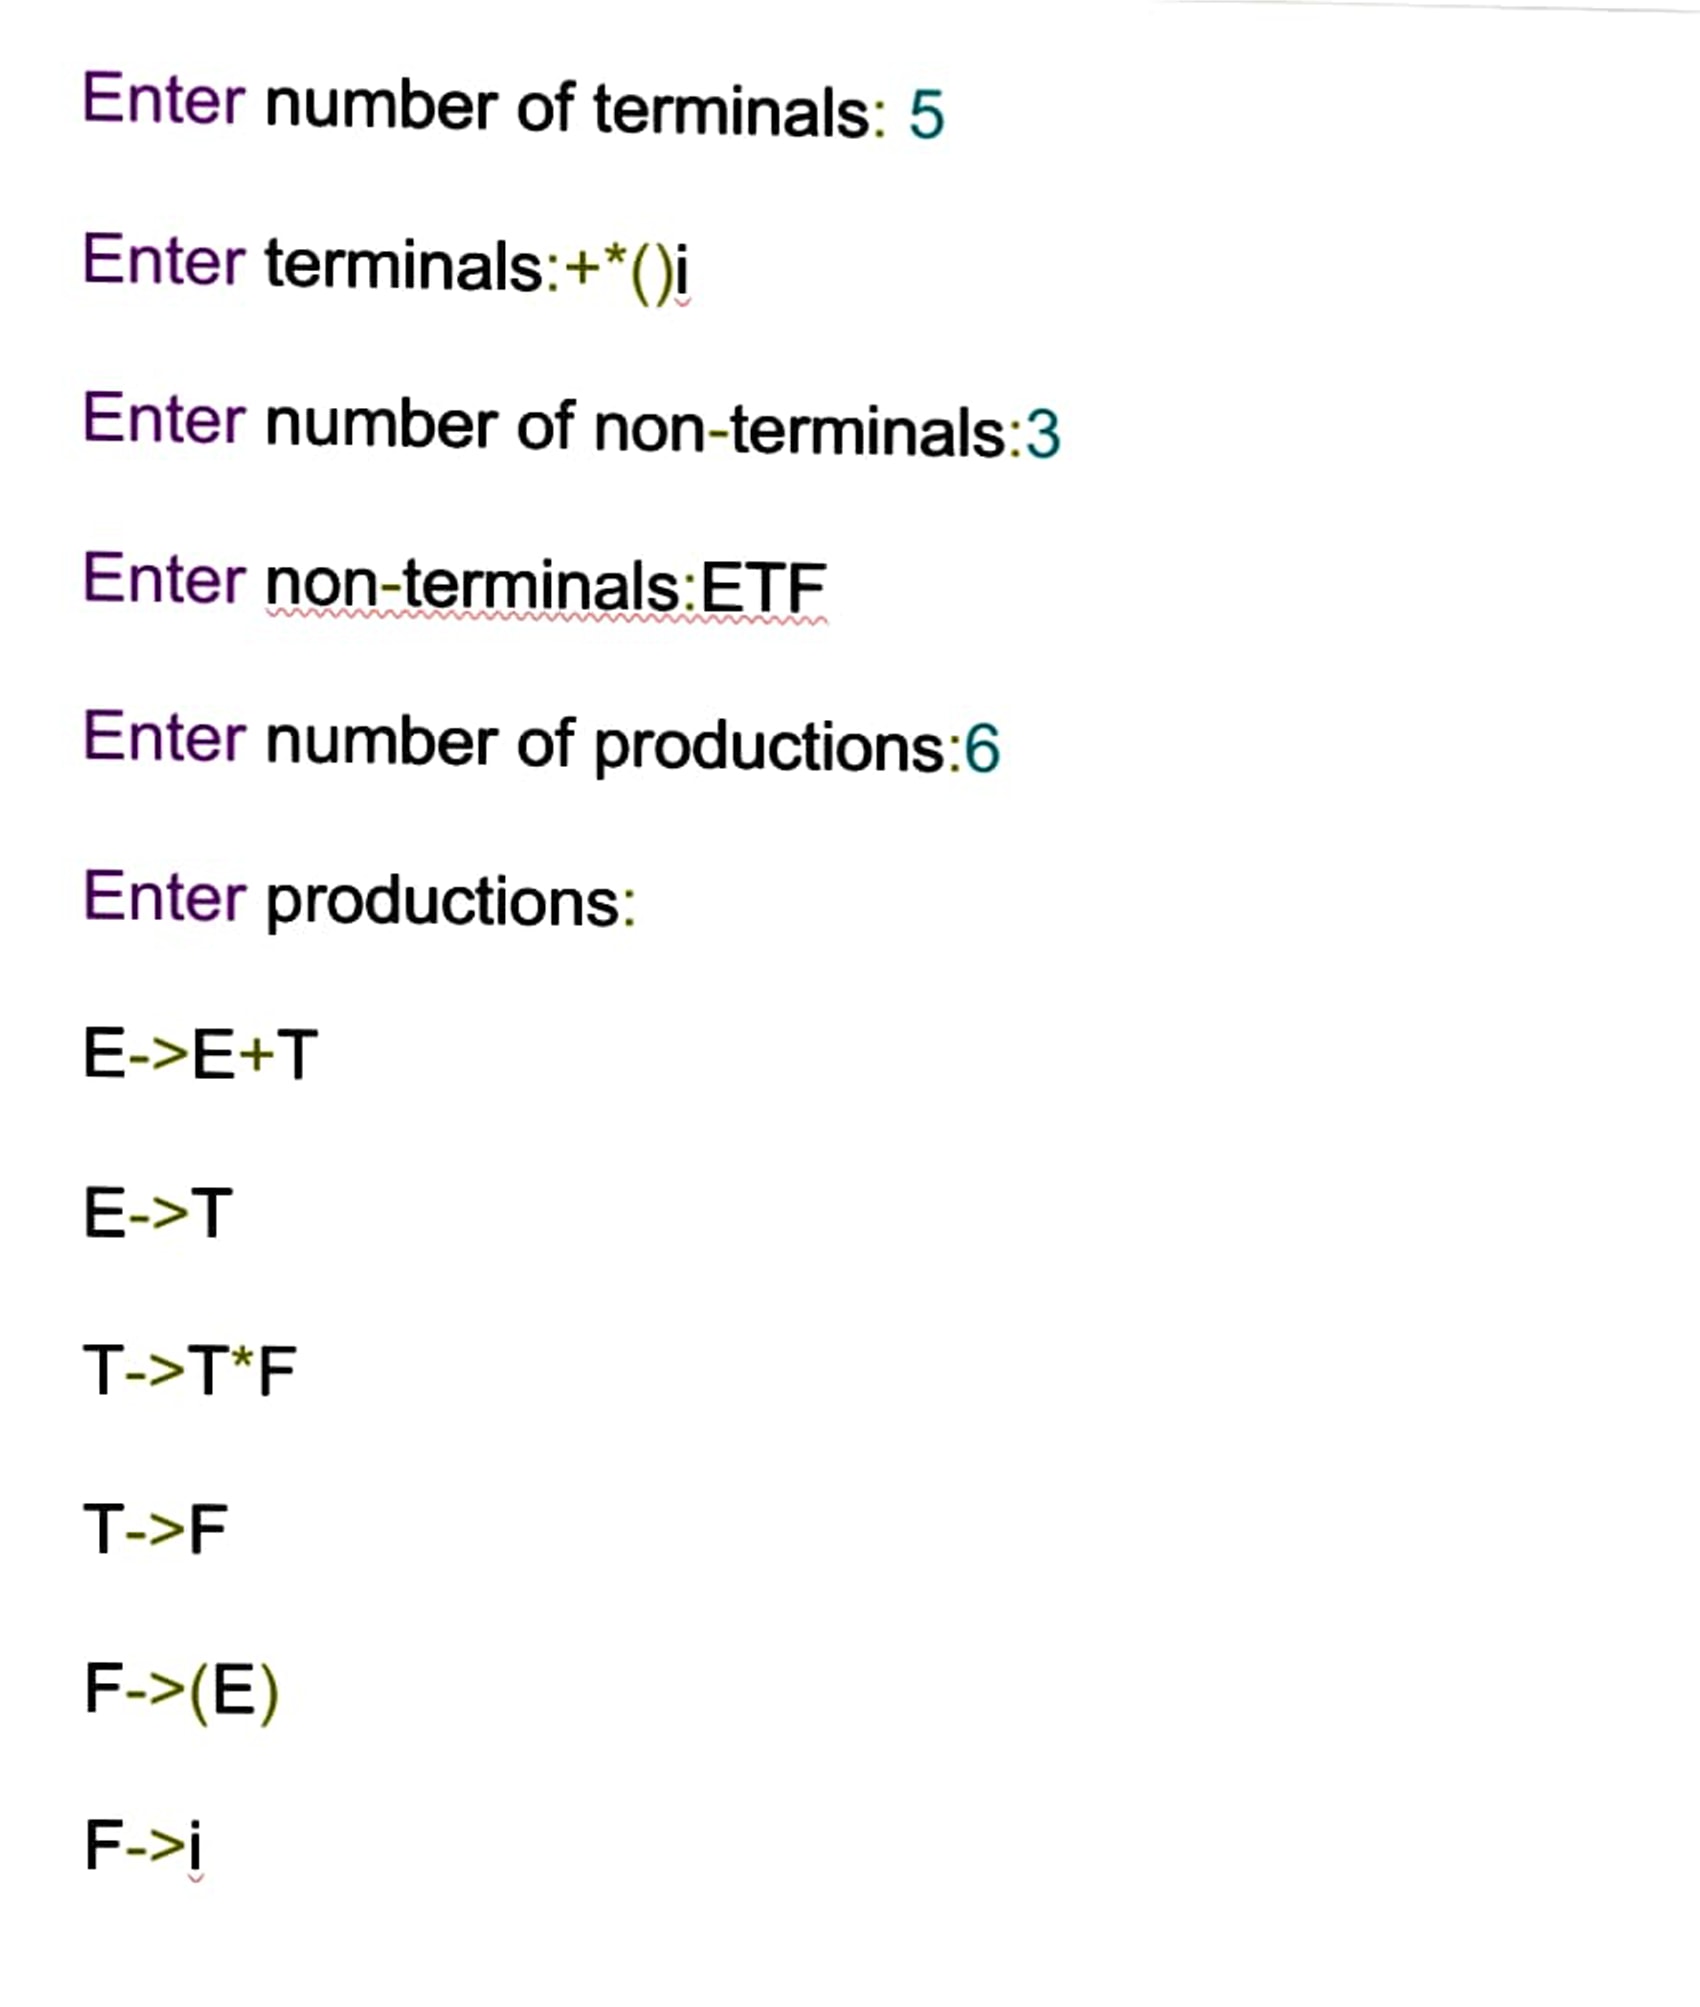 Enter number of terminals: 5
Enter terminals:+*()i
Enter number of non-terminals:3
Enter non-terminals:ETF
Enter number of productions:6
Enter productions:
E->E+T
E->T
T->T*F
T->F
F->(E)
F->i